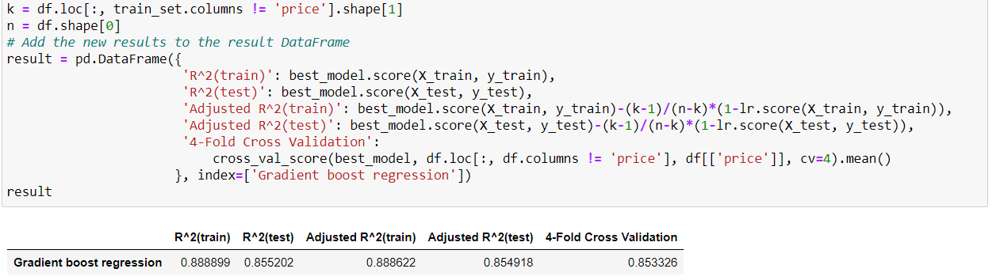 k = df.loc[:, train_set.columns != 'price'].shape[1]
n = df.shape[0]
# Add the new results to the result DataFrame
result = pd.DataFrame({
'R^2(train)': best_model.score(X_train, y_train),
'R^2(test)': best_model.score(X_test, y_test),
'Adjusted R^2(train)': best_model.score(X_train, y_train)-(k-1)/(n-k)*(1-lr.score(X_train, y_train)),
'Adjusted R^2(test)': best_model.score(X_test, y_test)-(k-1)/(n-k)*(1-lr.score(X_test, y_test)),
'4-Fold Cross Validation':
cross_val_score(best_model, df.loc[:, df.columns != 'price'], df[['price']], cv=4).mean()
}, index=['Gradient boost regression'])
result
R^2(train) R^2(test) Adjusted R^2(train) Adjusted R^2(test) 4-Fold Cross Validation
Gradient boost regression 0.888899 0.855202 0.888622 0.854918 0.853326